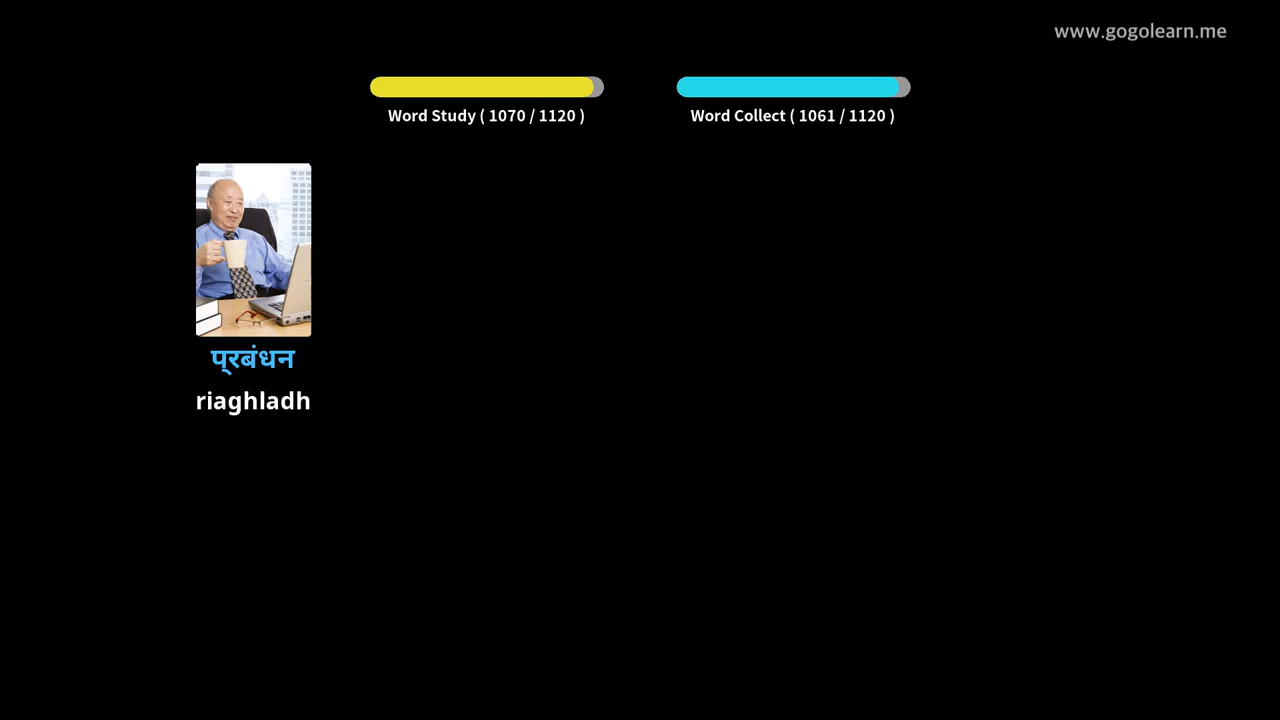 www.gogolearn.me
Word Study ( 1070 / 1120 )
Word Collect ( 1061 / 1120 )
प्रबंधन
riaghladh